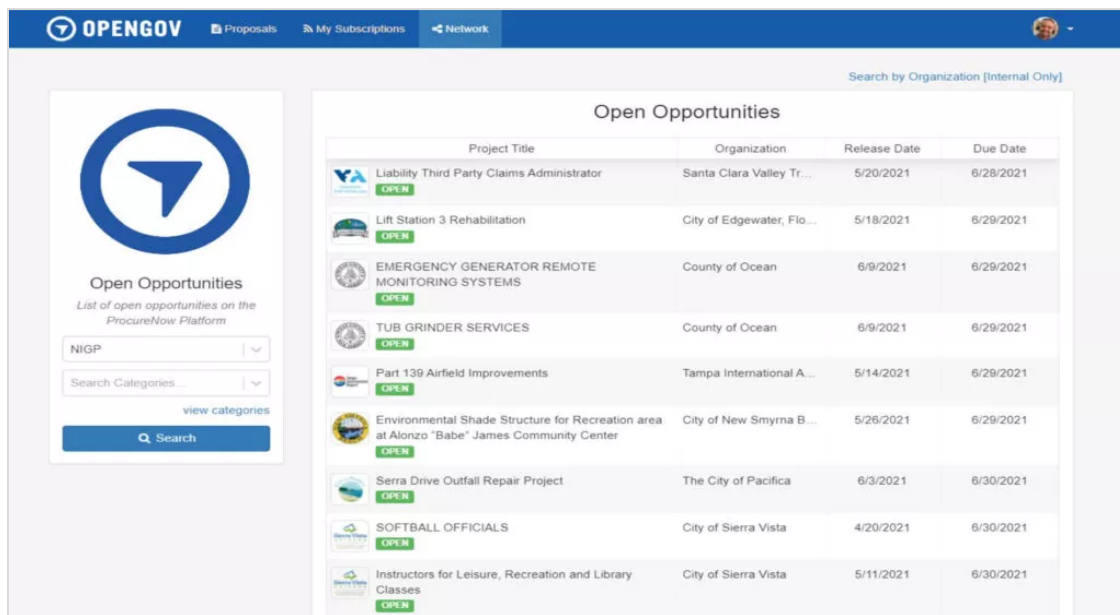 OPENGOV Proposals My Subscriptions Network
Search by Organization [Internal Only]
Open Opportunities
List of open opportunities on the
ProcureNow Platform
NIGP
Search Categories...
view categories
Search
Open Opportunities
Project Title Organization Release Date Due Date
Liability Third Party Claims Administrator Santa Clara Valley Tr... 5/20/2021 6/28/2021
OPEN
Lift Station 3 Rehabilitation City of Edgewater, Flo... 5/18/2021 6/29/2021
OPEN
EMERGENCY GENERATOR REMOTE County of Ocean 6/9/2021 6/29/2021
MONITORING SYSTEMS
OPEN
TUB GRINDER SERVICES County of Ocean 6/9/2021 6/29/2021
OPEN
Part 139 Airfield Improvements Tampa International A... 5/14/2021 6/29/2021
OPEN
Environmental Shade Structure for Recreation area City of New Smyrna B... 5/26/2021 6/29/2021
at Alonzo "Babe" James Community Center
OPEN
Serra Drive Outfall Repair Project The City of Pacifica 6/3/2021 6/30/2021
OPEN
SOFTBALL OFFICIALS City of Sierra Vista 4/20/2021 6/30/2021
Sierra Vista
OPEN
Instructors for Leisure, Recreation and Library City of Sierra Vista 5/11/2021 6/30/2021
Sierra Vista
Classes
OPEN